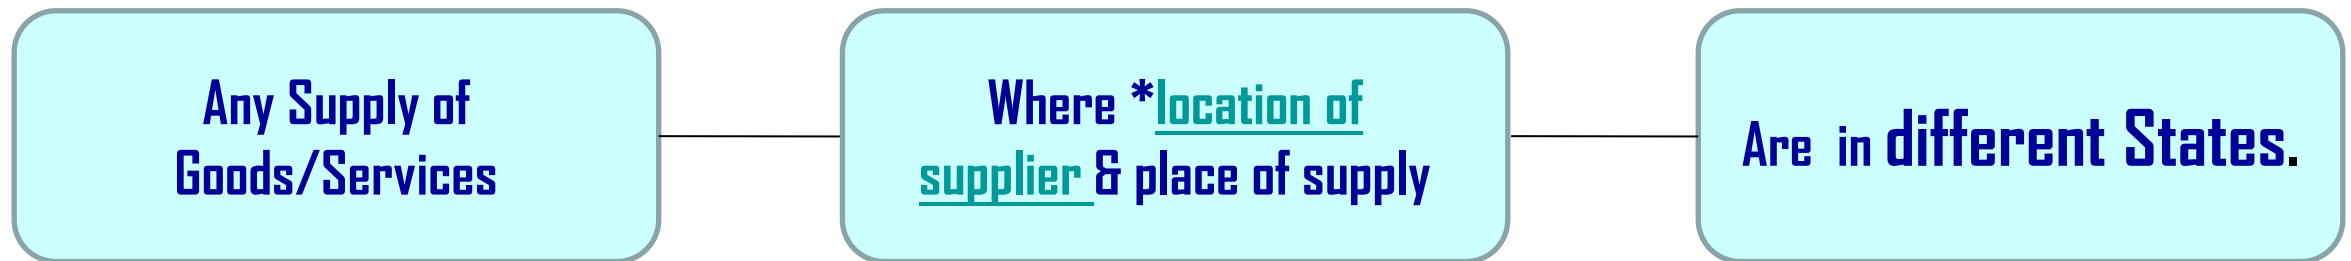 Any Supply of
Goods/Services
Where *location of
supplier & place of supply
Are in different States.